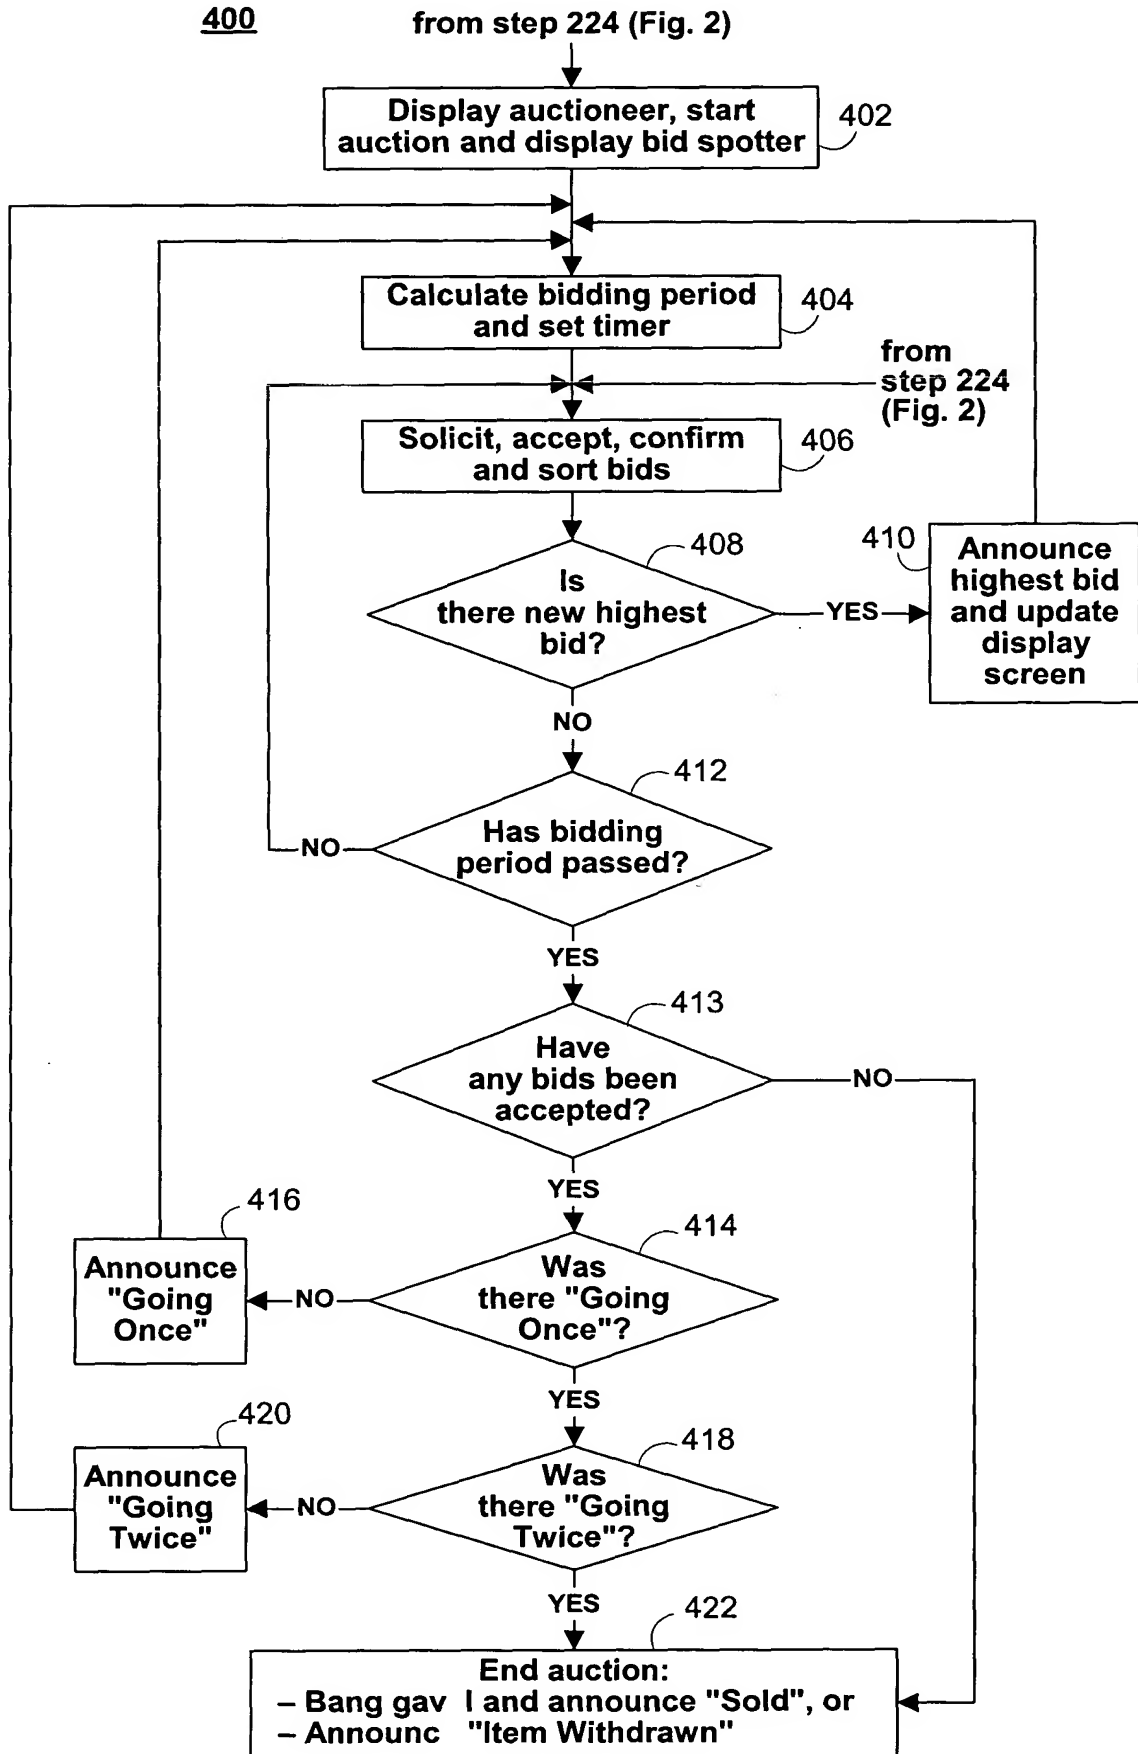 400
from step 224 (Fig. 2)
Display auctioneer, start
auction and display bid spotter
402
Calculate bidding period
and set timer
404
from
step 224
(Fig. 2)
Solicit, accept, confirm
and sort bids
406
408
Is
there new highest
bid?
YES
410
Announce
highest bid
and update
display
screen
NO
412
Has bidding
period passed?
NO
YES
413
Have
any bids been
accepted?
NO
YES
416
Announce
"Going
Once"
NO
414
Was
there "Going
Once"?
YES
420
Announce
"Going
Twice"
NO
418
Was
there "Going
Twice"?
YES
422
End auction:
– Bang gav l and announce "Sold", or
– Announc "Item Withdrawn"